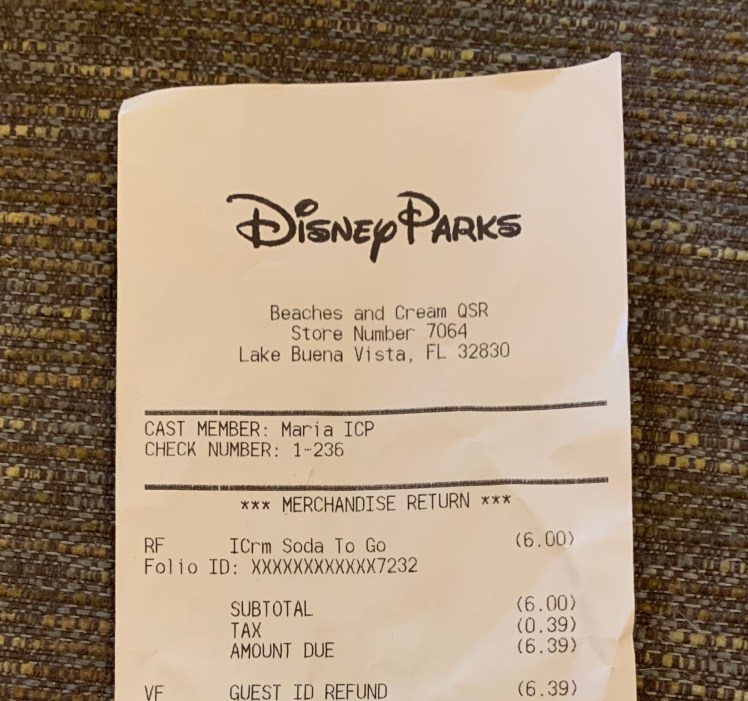 Disney Parks
Beaches and Cream QSR
Store Number 7064
Lake Buena Vista, FL 32830
CAST MEMBER: Maria ICP
CHECK NUMBER: 1-236
*** MERCHANDISE RETURN ***
RF ICrm Soda To Go (6.00)
Folio ID: XXXXXXXXXXXX7232
SUBTOTAL (6.00)
TAX (0.39)
AMOUNT DUE (6.39)
VF GUEST ID REFUND (6.39)